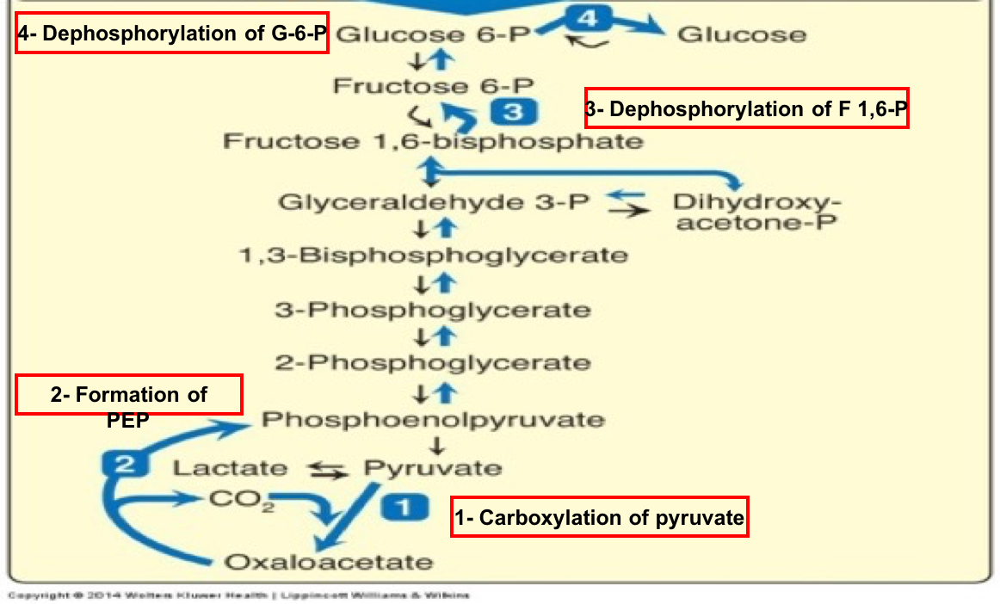 4- Dephosphorylation of G-6-P
Glucose 6-P
4
Glucose
Fructose 6-P
3
3- Dephosphorylation of F 1,6-P
Fructose 1,6-bisphosphate
Glyceraldehyde 3-P
Dihydroxy-
acetone-P
1,3-Bisphosphoglycerate
3-Phosphoglycerate
2-Phosphoglycerate
2- Formation of
PEP
Phosphoenolpyruvate
2
Lactate
Pyruvate
CO2
1
1- Carboxylation of pyruvate
Oxaloacetate
Copyright © 2014 Wolters Kluwer Health | Lippincott Williams & Wilkins